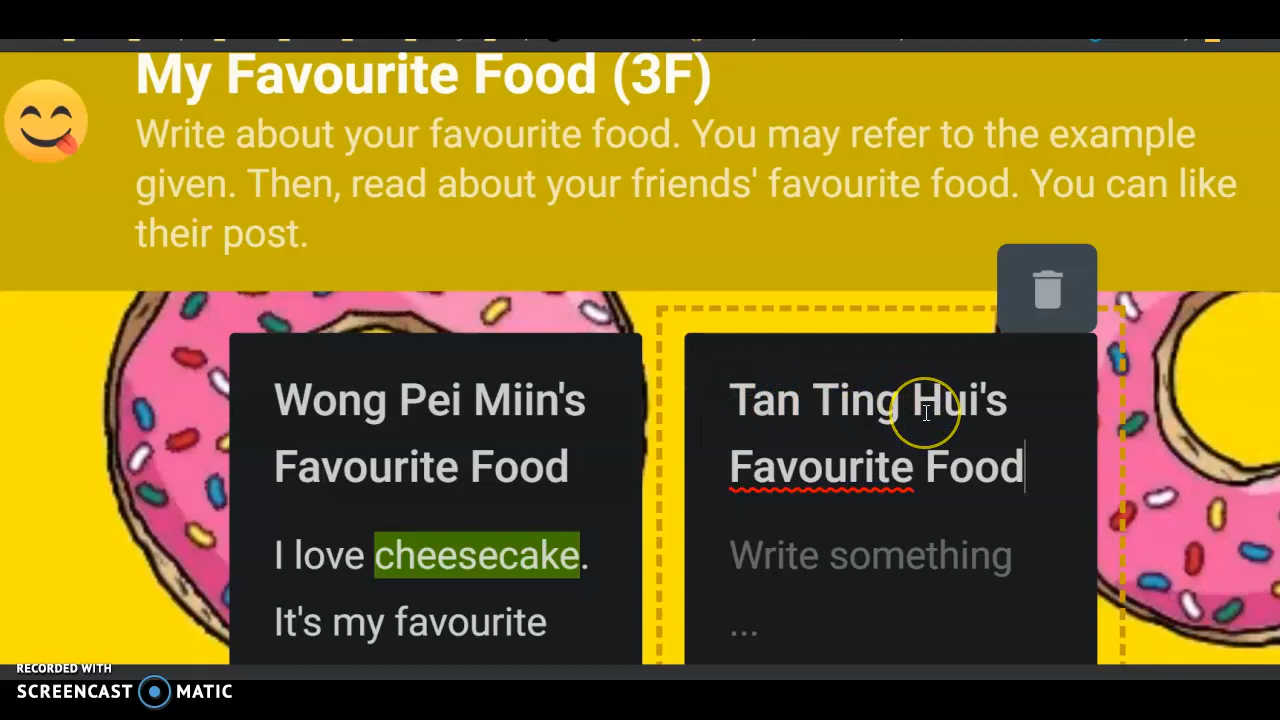 My Favourite Food (3F)
Write about your favourite food. You may refer to the example
given. Then, read about your friends' favourite food. You can like
their post.
Wong Pei Miin's
Favourite Food
I love cheesecake.
It's my favourite
Tan Ting Hui's
Favourite Food
Write something
...
RECORDED WITH
SCREENCAST MATIC